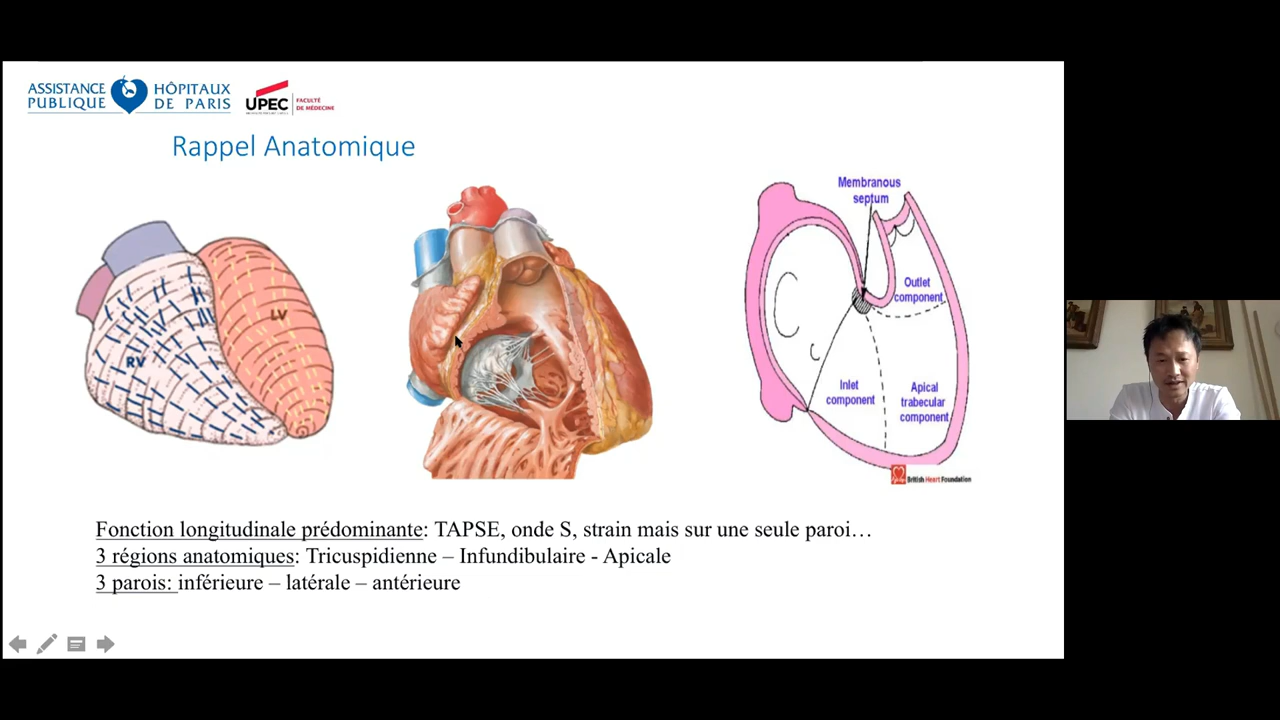 ASSISTANCE PUBLIQUE
HÔPITAUX DE PARIS
UPEC
FACULTÉ DE MÉDECINE
Rappel Anatomique
RV
LV
Membranous
septum
Outlet
component
Inlet
component
Apical
trabecular
component
British Heart Foundation
Fonction longitudinale prédominante: TAPSE, onde S, strain mais sur une seule paroi…
3 régions anatomiques: Tricuspidienne – Infundibulaire - Apicale
3 parois: inférieure – latérale – antérieure